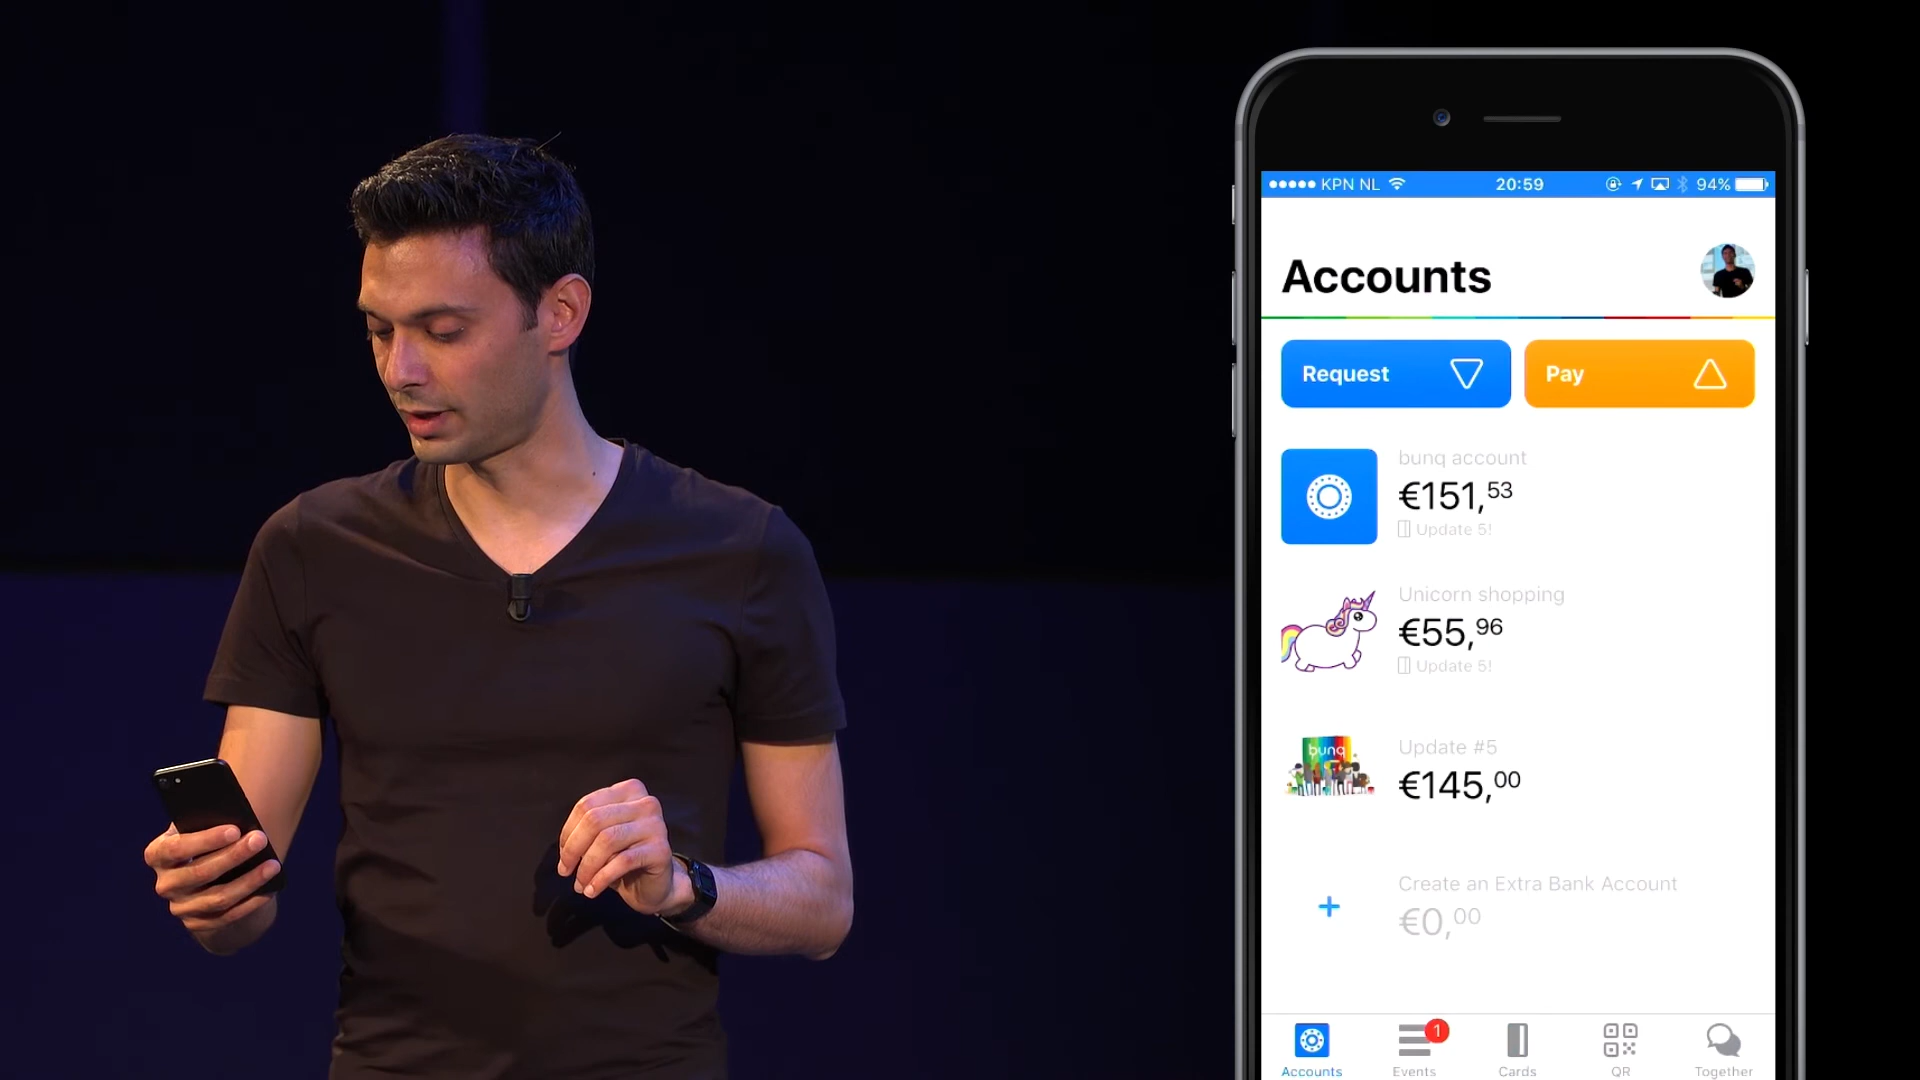 KPN NL 20:59 94%
Accounts
Request
Pay
bunq account
€151,53
Update 5!
Unicorn shopping
€55,96
Update 5!
bunq
Update #5
€145,00
Create an Extra Bank Account
€0,00
1
Accounts
Events
Cards
QR
Together